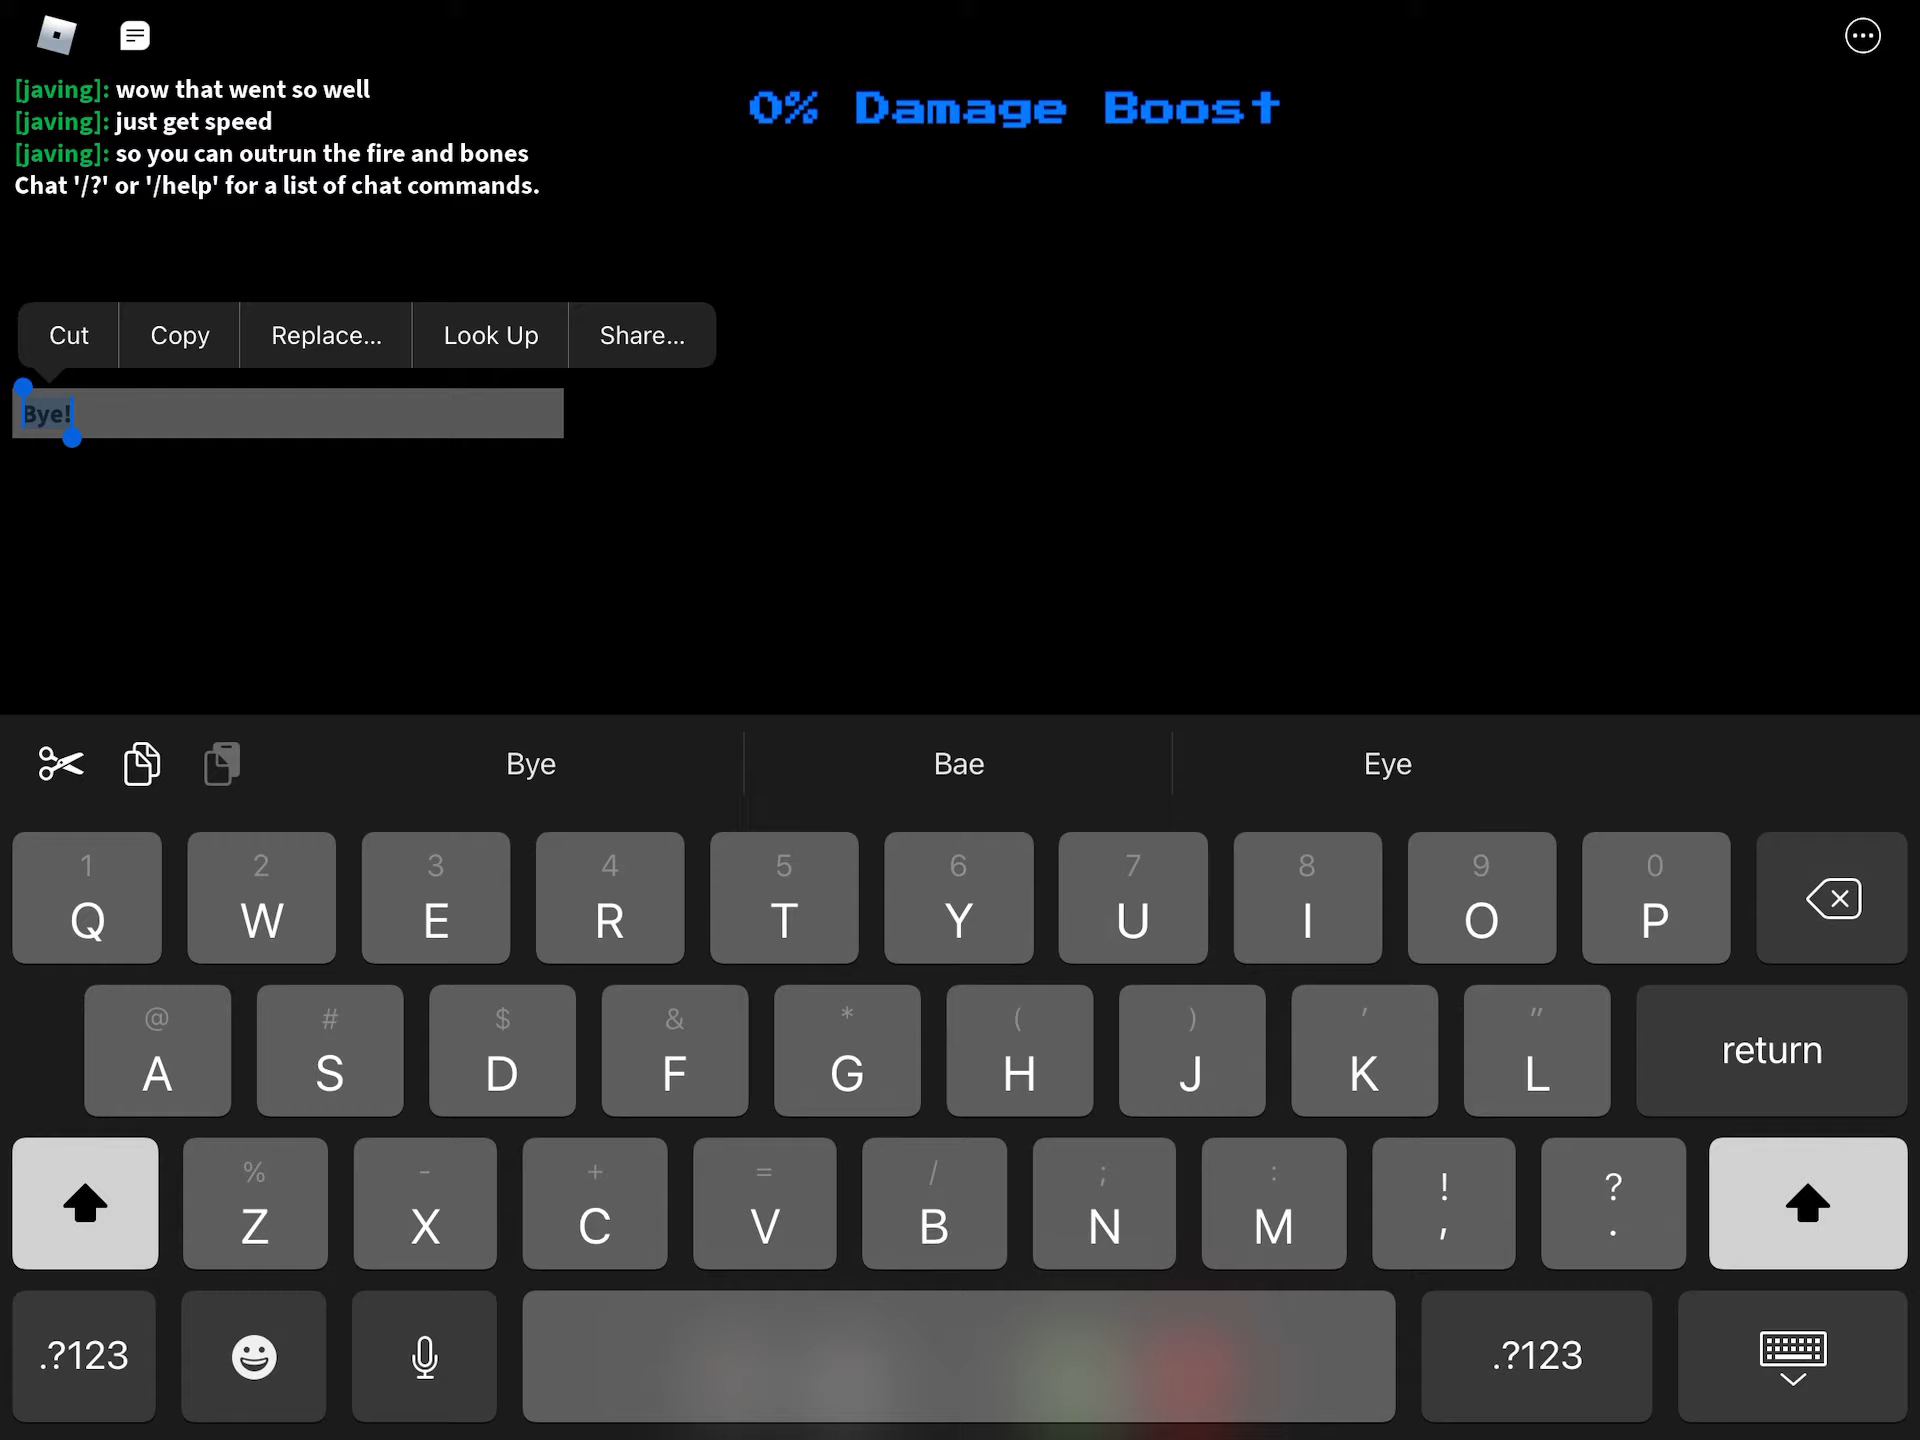 [javing]: wow that went so well
0% Damage Boost
[javing]: just get speed
[javing]: so you can outrun the fire and bones
Chat '/?' or '/help' for a list of chat commands.
Cut Copy Replace... Look Up Share...
Bye!
Bye Bae Eye
1 2 3 4 5 6 7 8 9 0
Q W E R T Y U I O P
@ # $ & * ( ) ' "
A S D F G H J K L return
% - + = / ; : ! ?
Z X C V B N M , .
.?123 .?123